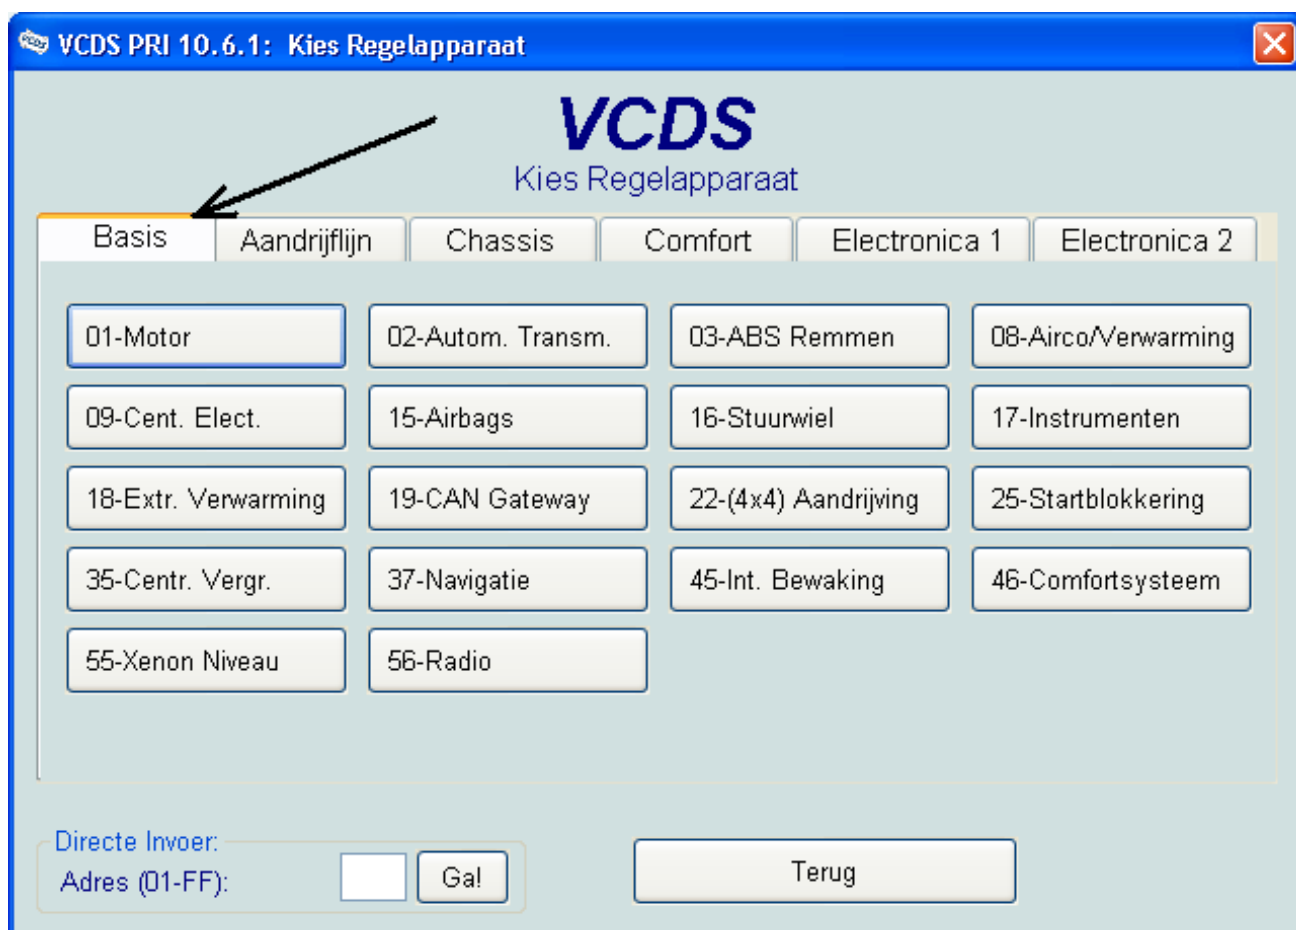 VCDS PRI 10.6.1: Kies Regelapparaat
VCDS
Kies Regelapparaat
Basis Aandrijflijn Chassis Comfort Electronica 1 Electronica 2
01-Motor 02-Autom. Transm. 03-ABS Remmen 08-Airco/Verwarming
09-Cent. Elect. 15-Airbags 16-Stuurwiel 17-Instrumenten
18-Extr. Verwarming 19-CAN Gateway 22-(4x4) Aandrijving 25-Startblokkering
35-Centr. Vergr. 37-Navigatie 45-Int. Bewaking 46-Comfortsysteem
55-Xenon Niveau 56-Radio
Directe Invoer:
Adres (01-FF): Ga! Terug